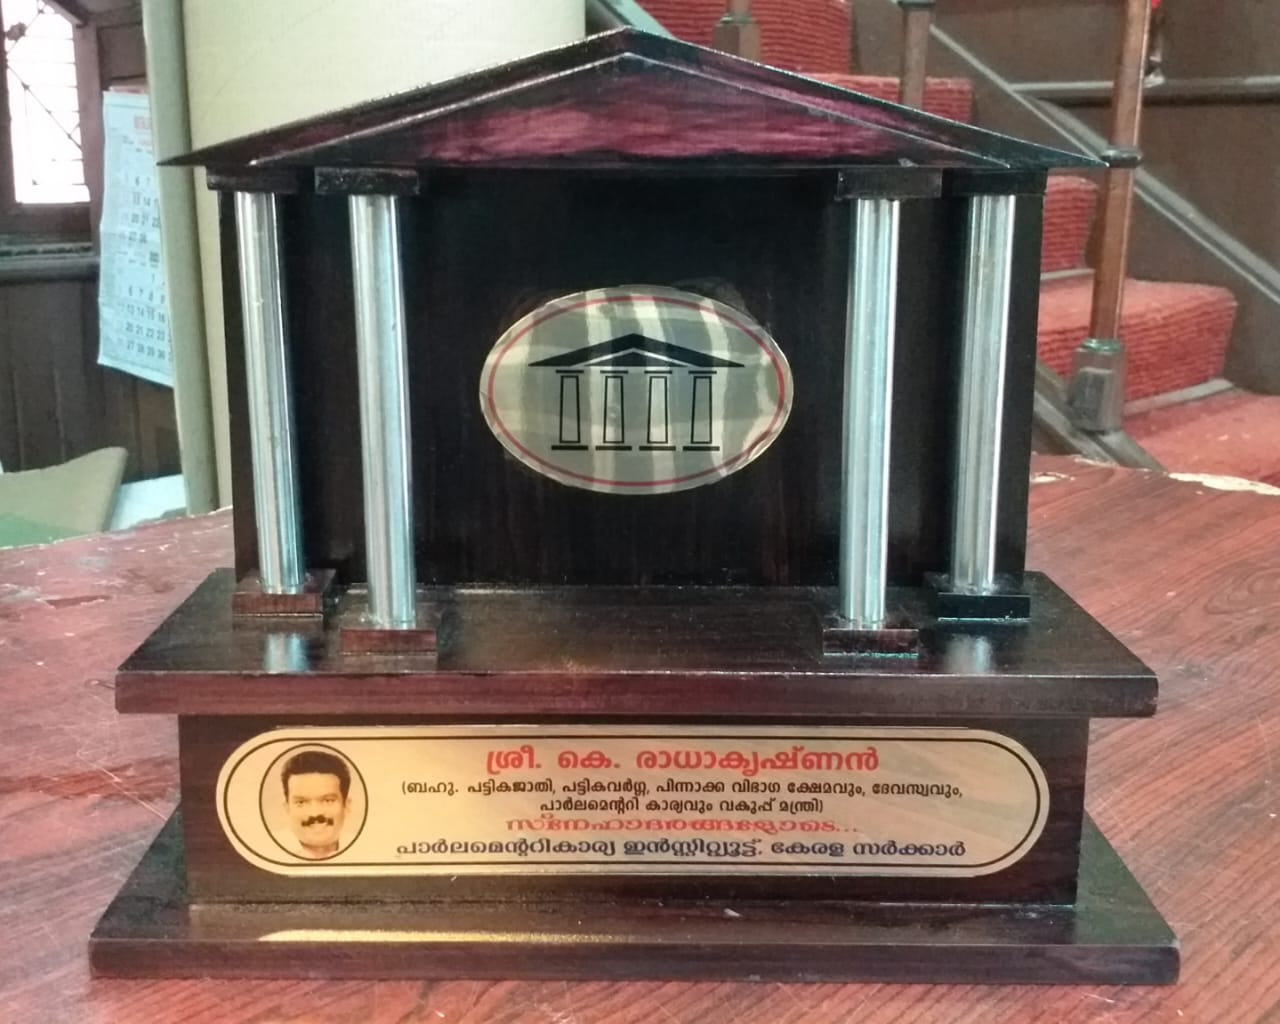 ശ്രീ. കെ. രാധാകൃഷ്ണൻ
(ബഹു. പട്ടികജാതി, പട്ടികവർഗ്ഗ, പിന്നാക്ക വിഭാഗ ക്ഷേമവും, ദേവസ്വവും,
പാർലമെന്ററി കാര്യവും വകുപ്പ് മന്ത്രി)
സ്നേഹാദരങ്ങളോടെ...
പാർലമെന്ററികാര്യ ഇൻസ്റ്റിറ്റ്യൂട്ട്, കേരള സർക്കാർ